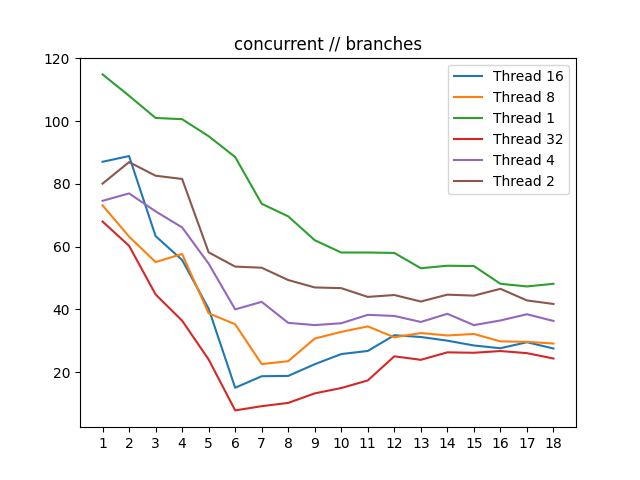 concurrent // branches
120
100
80
60
40
20
Thread 16
Thread 8
Thread 1
Thread 32
Thread 4
Thread 2
1 2 3 4 5 6 7 8 9 10 11 12 13 14 15 16 17 18